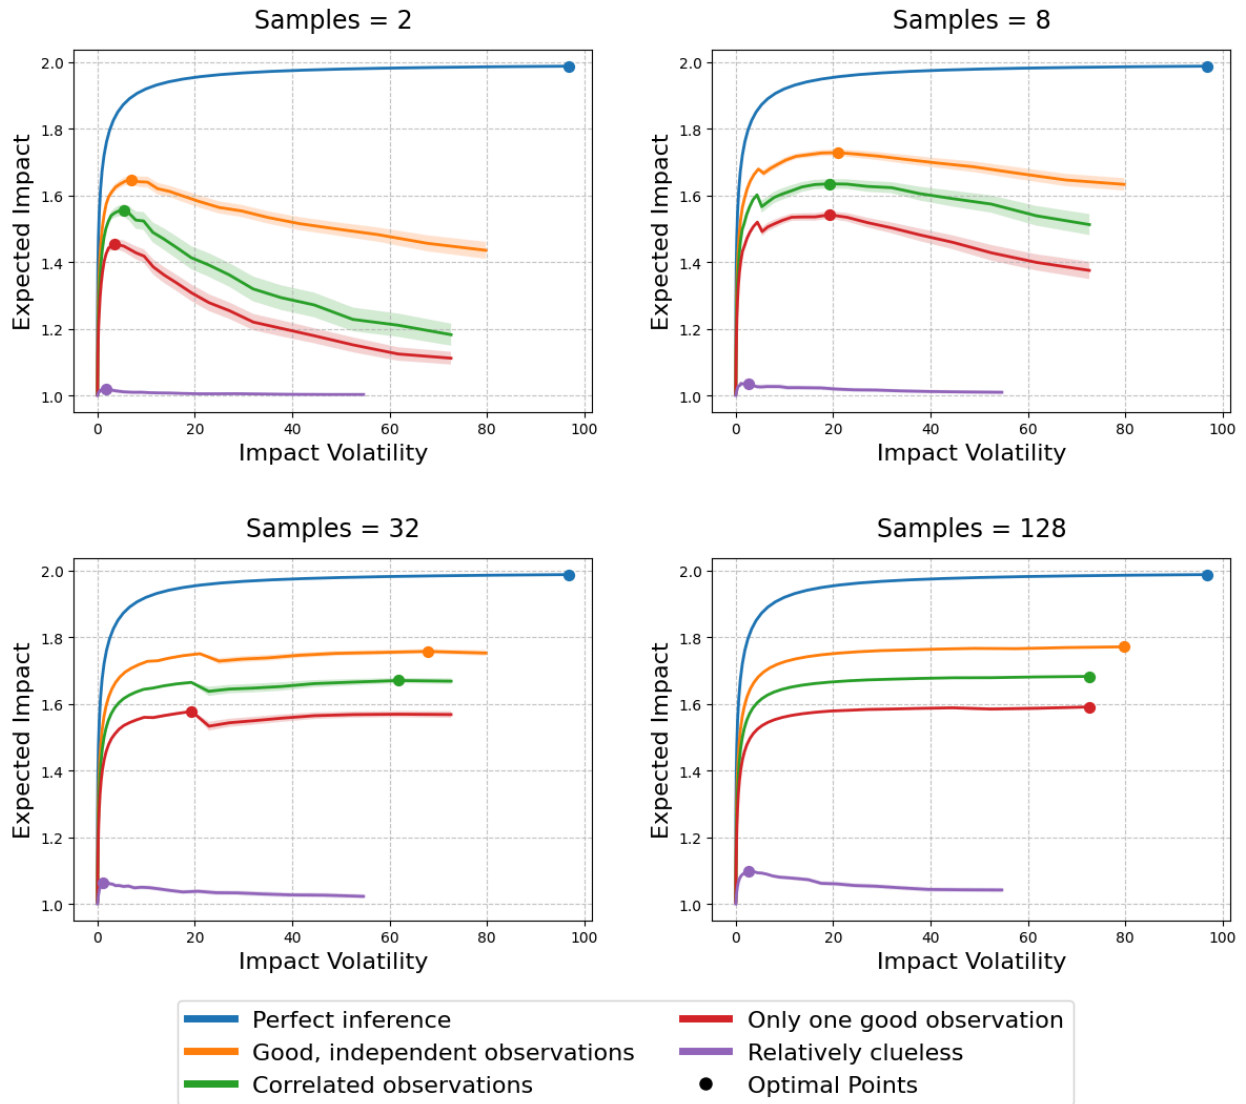 Samples = 2
Samples = 8
Expected Impact
2.0
1.8
1.6
1.4
1.2
1.0
0 20 40 60 80 100
Impact Volatility
Expected Impact
2.0
1.8
1.6
1.4
1.2
1.0
0 20 40 60 80 100
Impact Volatility
Samples = 32
Samples = 128
Expected Impact
2.0
1.8
1.6
1.4
1.2
1.0
0 20 40 60 80 100
Impact Volatility
Expected Impact
2.0
1.8
1.6
1.4
1.2
1.0
0 20 40 60 80 100
Impact Volatility
Perfect inference
Good, independent observations
Correlated observations
Only one good observation
Relatively clueless
Optimal Points